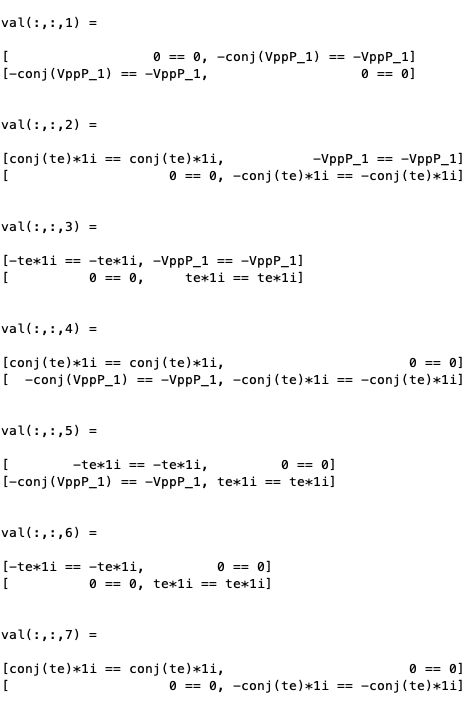 val(:,:,1) =
[                   0 == 0, -conj(VppP_1) == -VppP_1]
[-conj(VppP_1) == -VppP_1,                   0 == 0]
val(:,:,2) =
[conj(te)*1i == conj(te)*1i,           -VppP_1 == -VppP_1]
[                    0 == 0, -conj(te)*1i == -conj(te)*1i]
val(:,:,3) =
[-te*1i == -te*1i, -VppP_1 == -VppP_1]
[          0 == 0,     te*1i == te*1i]
val(:,:,4) =
[conj(te)*1i == conj(te)*1i,                       0 == 0]
[  -conj(VppP_1) == -VppP_1, -conj(te)*1i == -conj(te)*1i]
val(:,:,5) =
[        -te*1i == -te*1i,         0 == 0]
[-conj(VppP_1) == -VppP_1, te*1i == te*1i]
val(:,:,6) =
[-te*1i == -te*1i,         0 == 0]
[          0 == 0, te*1i == te*1i]
val(:,:,7) =
[conj(te)*1i == conj(te)*1i,                       0 == 0]
[                    0 == 0, -conj(te)*1i == -conj(te)*1i]